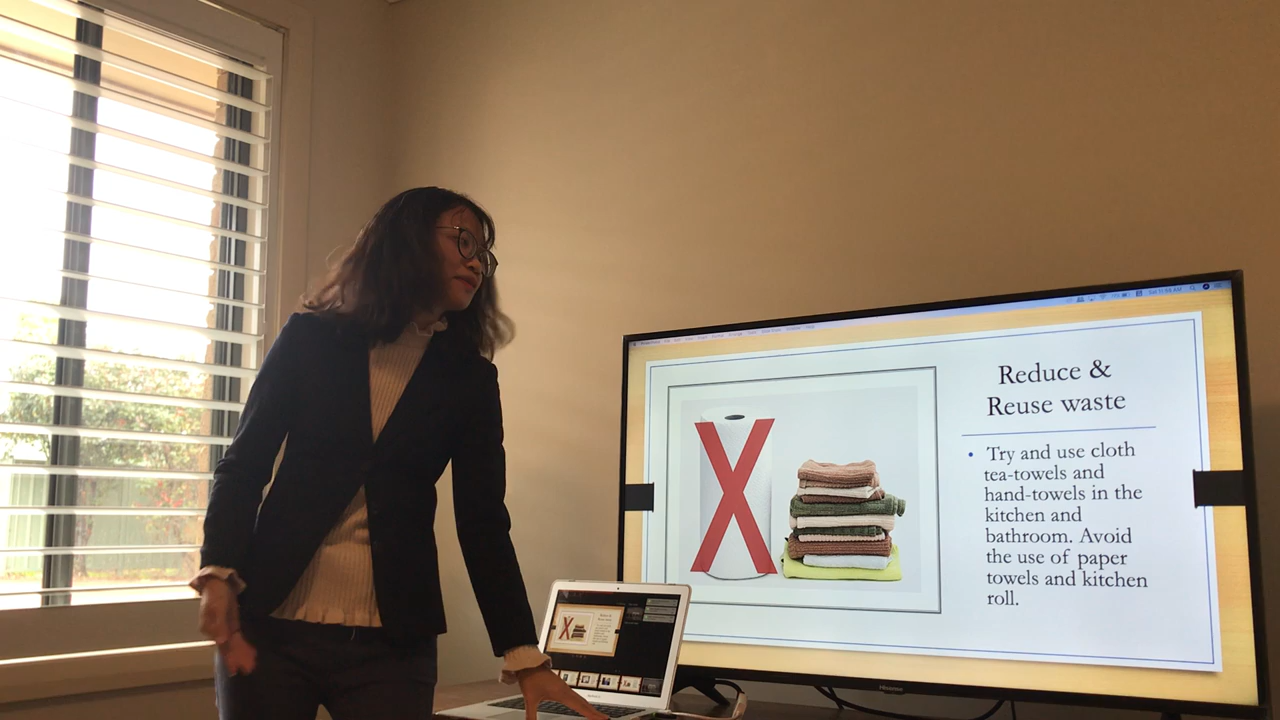 Reduce &
Reuse waste
• Try and use cloth
tea-towels and
hand-towels in the
kitchen and
bathroom. Avoid
the use of paper
towels and kitchen
roll.
Hisense